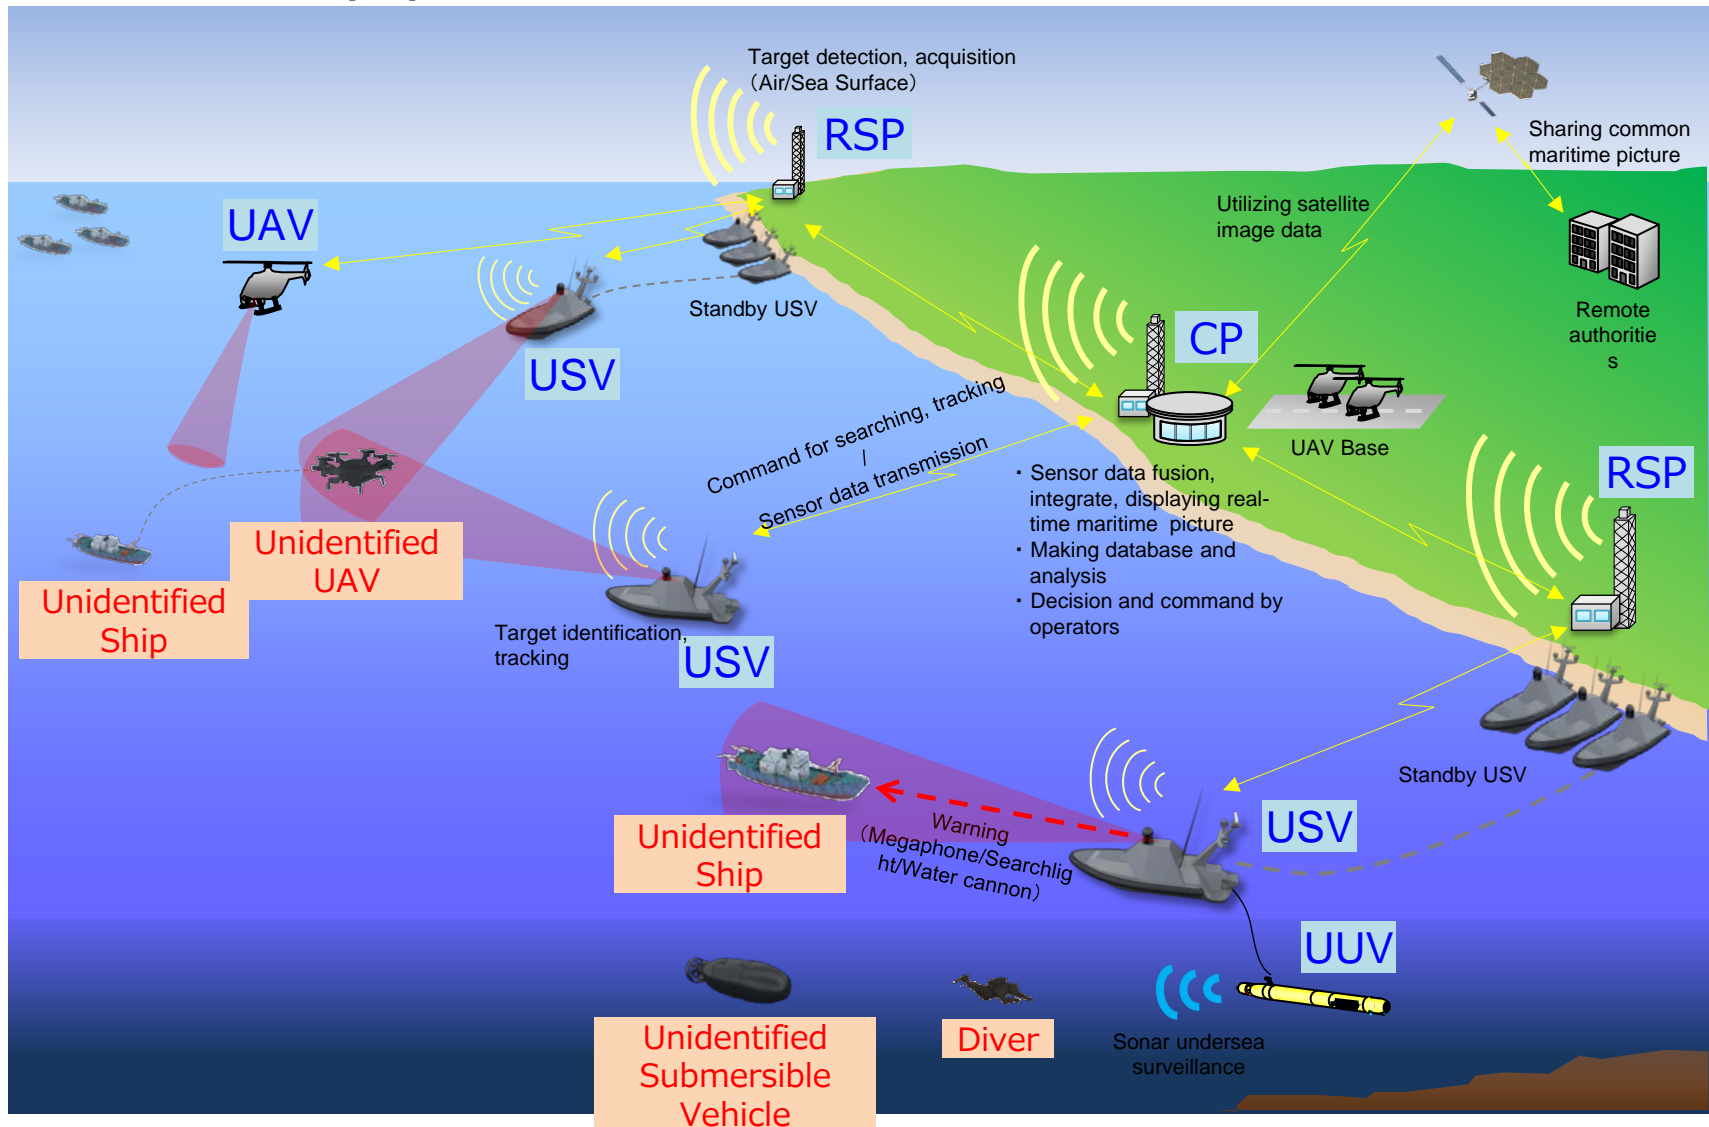 Target detection, acquisition
（Air/Sea Surface）
RSP
Sharing common
maritime picture
UAV
Utilizing satellite
image data
Standby USV
Remote
authoritie
s
CP
USV
UAV Base
Command for searching, tracking
/
Sensor data transmission
RSP
・Sensor data fusion,
integrate, displaying real-
time maritime picture
・Making database and
analysis
・Decision and command by
operators
Unidentified
UAV
Unidentified
Ship
Target identification,
tracking
USV
Standby USV
Unidentified
Ship
Warning
（Megaphone/Searchlig
ht/Water cannon）
USV
UUV
Unidentified
Submersible
Vehicle
Diver
Sonar undersea
surveillance